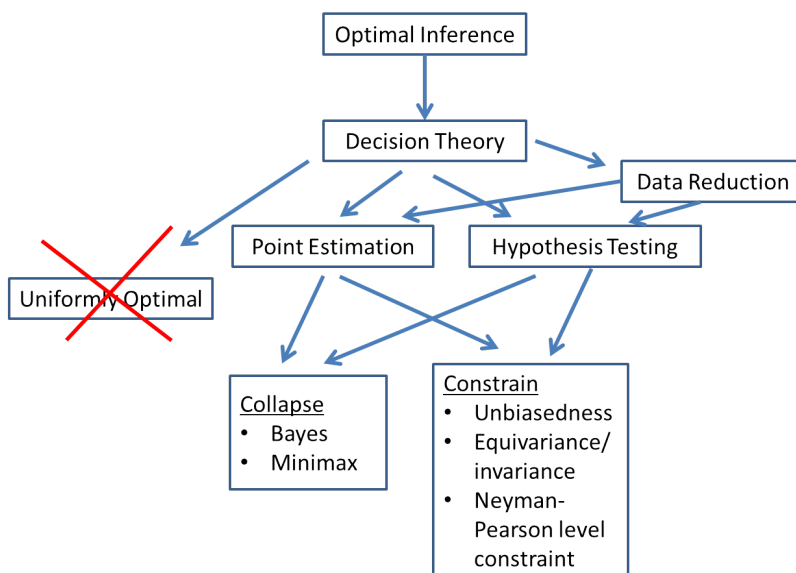 Optimal Inference
Decision Theory
Data Reduction
Point Estimation
Hypothesis Testing
Uniformly Optimal
Collapse
• Bayes
• Minimax
Constrain
• Unbiasedness
• Equivariance/
invariance
• Neyman-
Pearson level
constraint